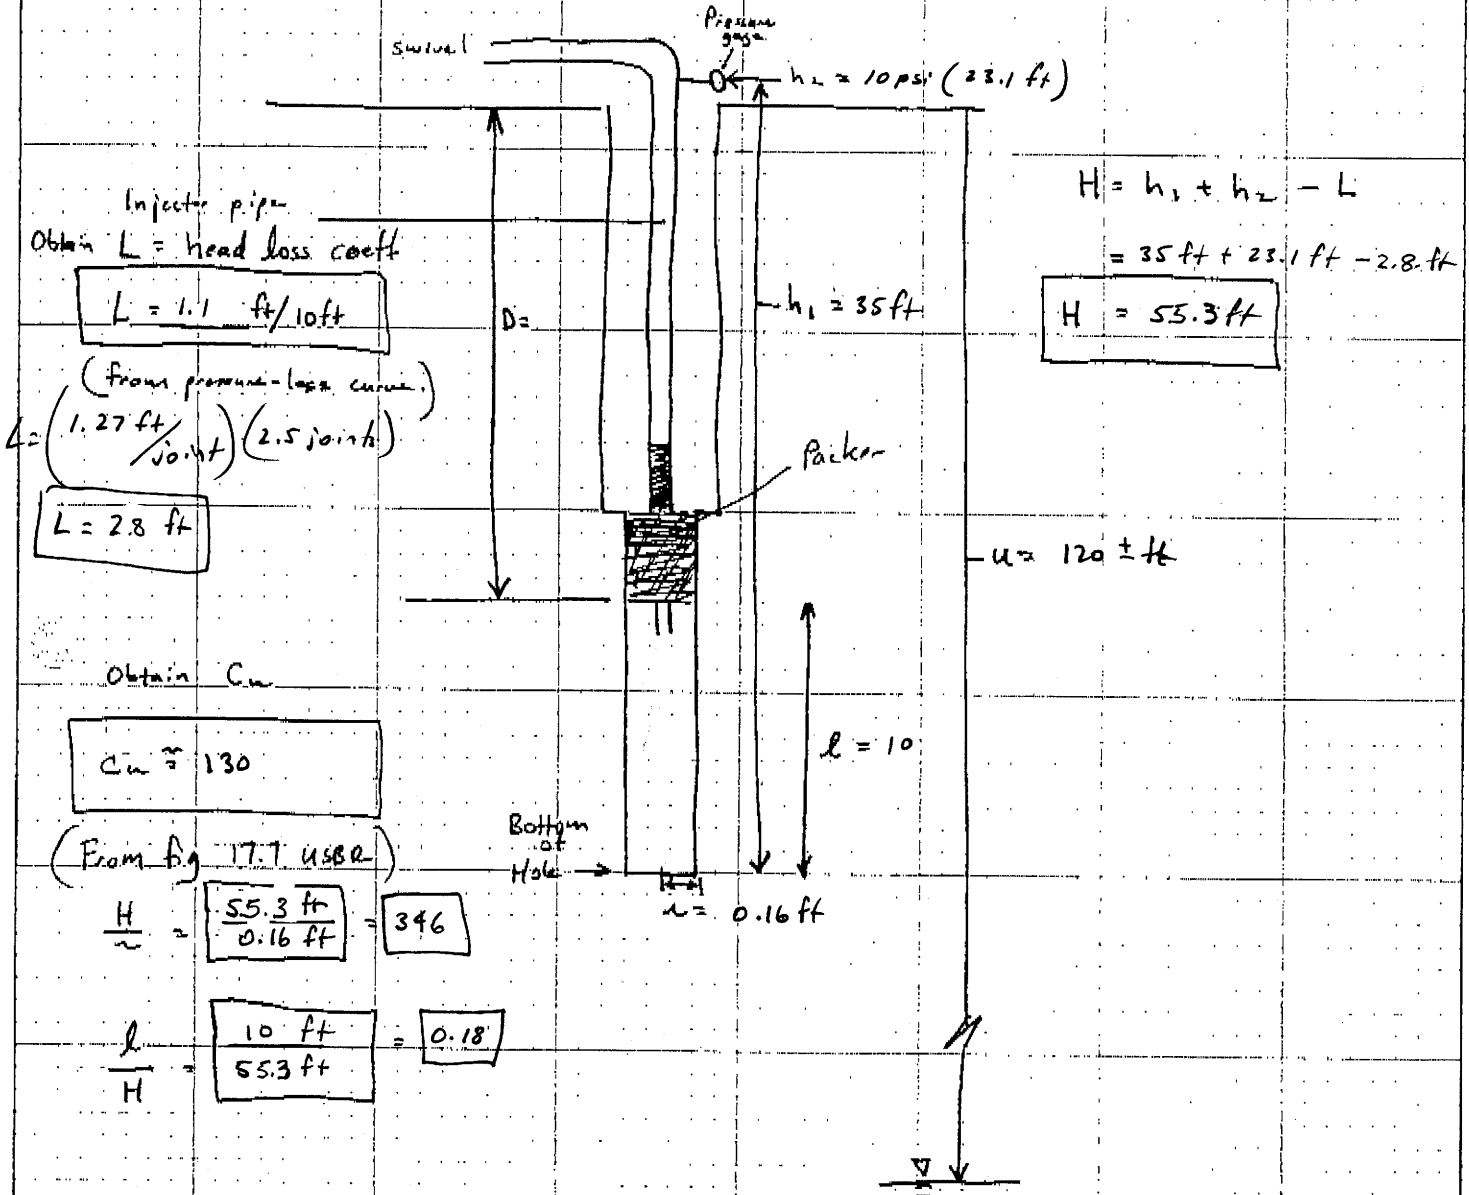 Pressure
gage
swivel
h₂ = 10 psi (23.1 ft)
H = h₁ + h₂ - L
= 35 ft + 23.1 ft - 2.8 ft
H = 55.3 ft
Injector pipe
Obtain L = head loss coeff
L = 1.1 ft/10ft
(from pressure-loss curve.)
L = (1.27 ft/joint) (2.5 joints)
L = 2.8 ft
D=
h₁ = 35 ft
Packer
u = 120 ± ft
Obtain Cu
Cu ≈ 130
(From fig 17.7 USBR)
l = 10
Bottom
of
Hole
r = 0.16 ft
H/r = 55.3 ft/0.16 ft = 346
l/H = 10 ft/55.3 ft = 0.18